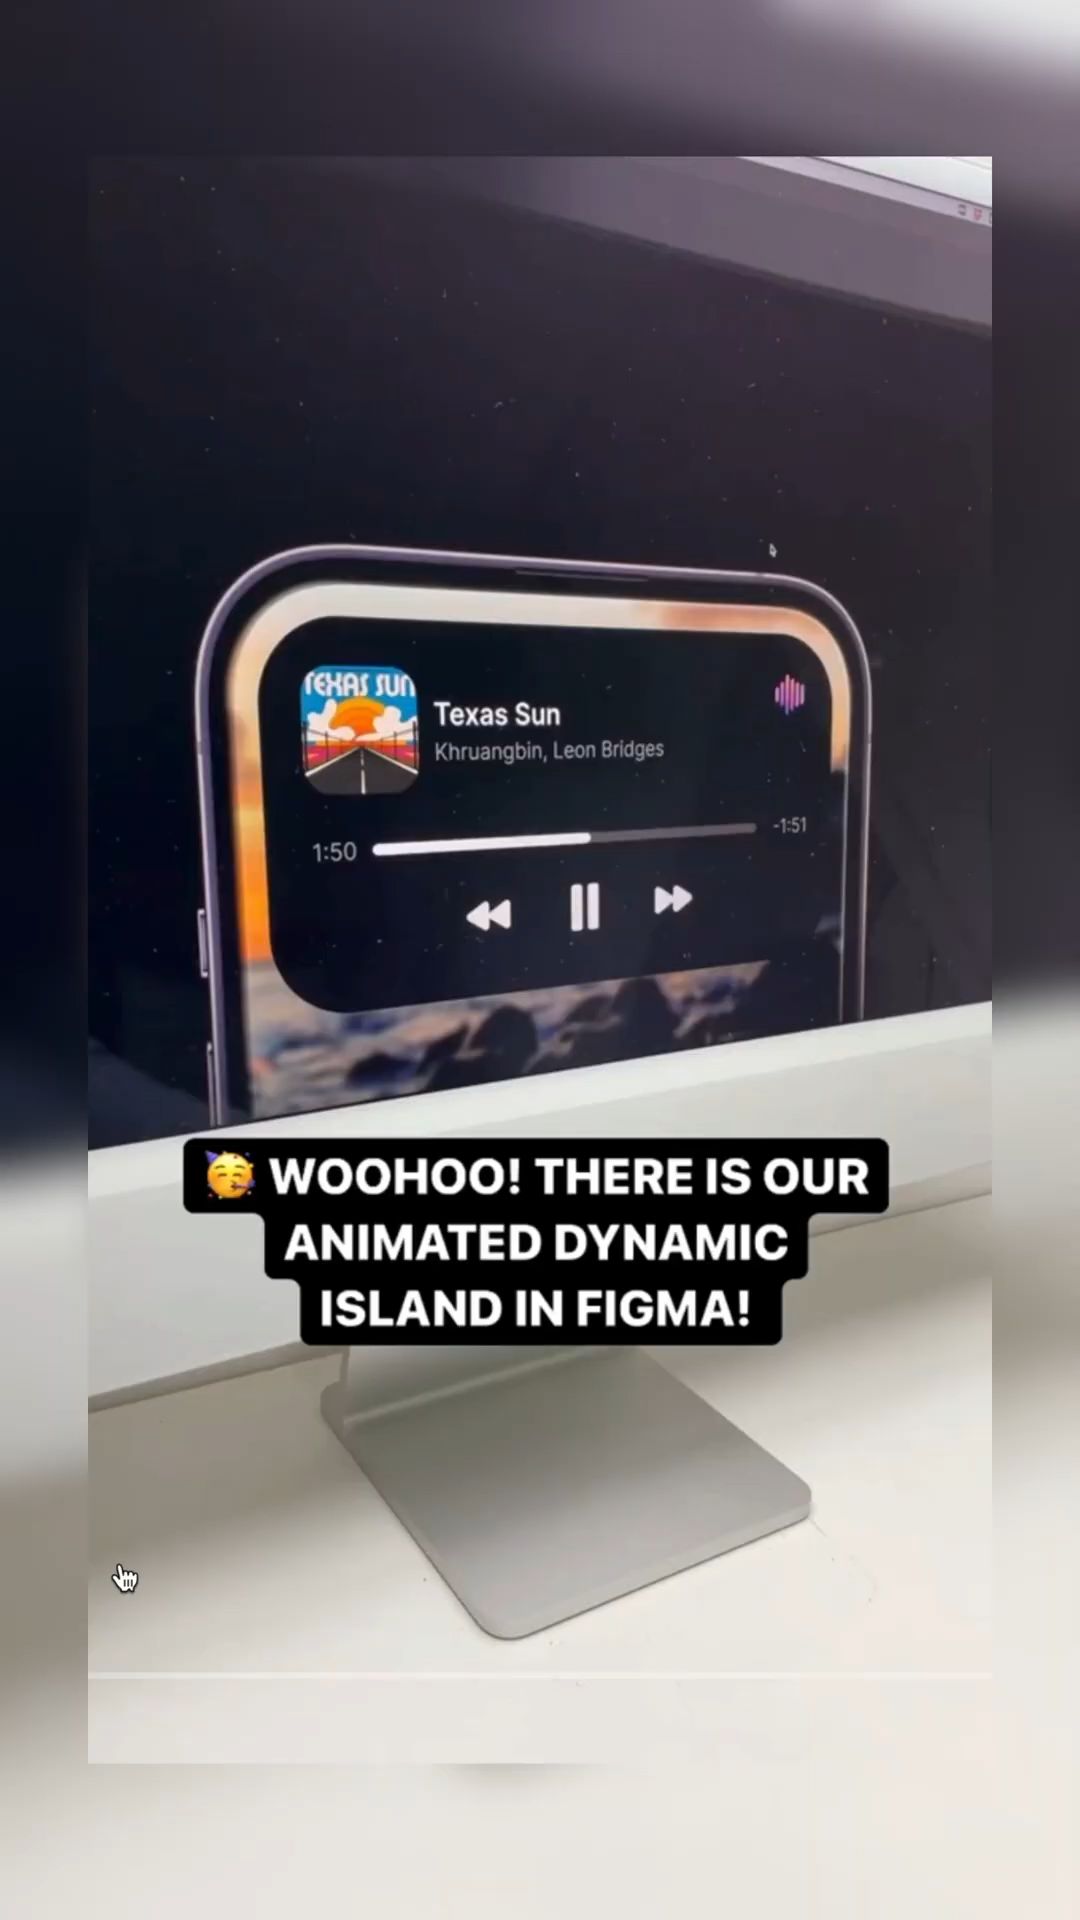 TEXAS SUN
Texas Sun
Khruangbin, Leon Bridges
1:50
-1:51
🥳 WOOHOO! THERE IS OUR
ANIMATED DYNAMIC
ISLAND IN FIGMA!